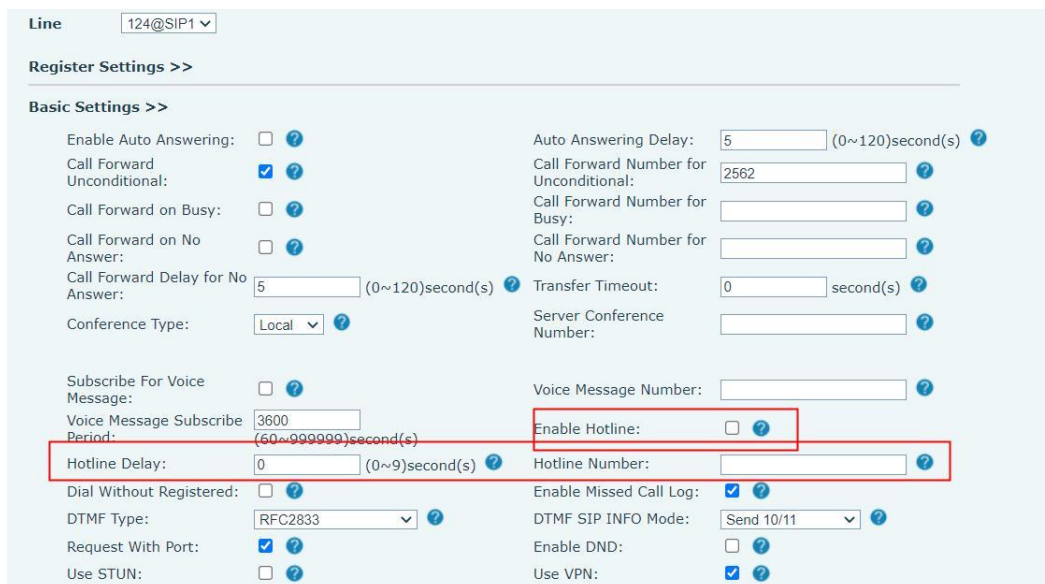 Line 124@SIP1
Register Settings >>
Basic Settings >>
Enable Auto Answering: ? Auto Answering Delay: 5 (0~120)second(s) ?
Call Forward Unconditional: ? Call Forward Number for Unconditional: 2562 ?
Call Forward on Busy: ? Call Forward Number for Busy: ?
Call Forward on No Answer: ? Call Forward Number for No Answer: ?
Call Forward Delay for No Answer: 5 (0~120)second(s) ? Transfer Timeout: 0 second(s) ?
Conference Type: Local ? Server Conference Number: ?
Subscribe For Voice Message: ? Voice Message Number: ?
Voice Message Subscribe Period: 3600 (60~999999)second(s) Enable Hotline: ?
Hotline Delay: 0 (0~9)second(s) ? Hotline Number: ?
Dial Without Registered: ? Enable Missed Call Log: ?
DTMF Type: RFC2833 ? DTMF SIP INFO Mode: Send 10/11 ?
Request With Port: ? Enable DND: ?
Use STUN: ? Use VPN: ?